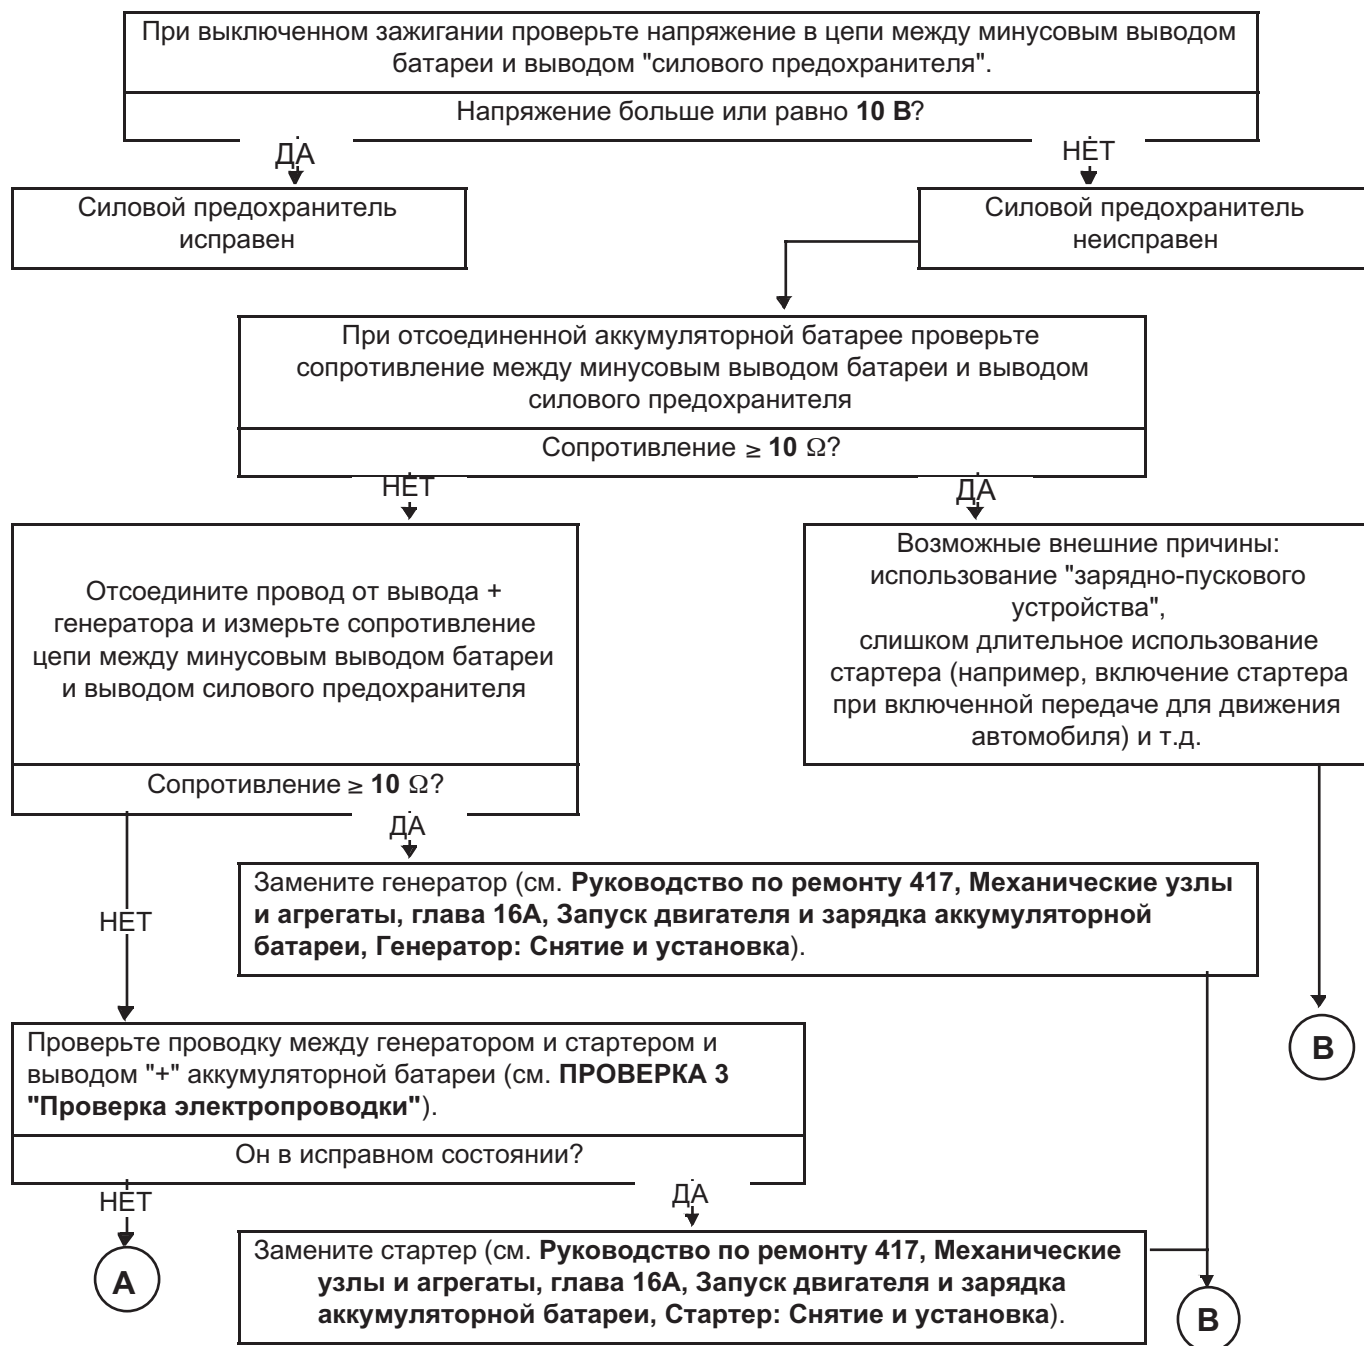 При выключенном зажигании проверьте напряжение в цепи между минусовым выводом
батареи и выводом "силового предохранителя".
Напряжение больше или равно 10 В?
ДА
НЕТ
Силовой предохранитель
исправен
Силовой предохранитель
неисправен
При отсоединенной аккумуляторной батарее проверьте
сопротивление между минусовым выводом батареи и выводом
силового предохранителя
Сопротивление ≥ 10 Ω?
НЕТ
ДА
Отсоедините провод от вывода +
генератора и измерьте сопротивление
цепи между минусовым выводом батареи
и выводом силового предохранителя
Сопротивление ≥ 10 Ω?
Возможные внешние причины:
использование "зарядно-пускового
устройства",
слишком длительное использование
стартера (например, включение стартера
при включенной передаче для движения
автомобиля) и т.д.
ДА
НЕТ
Замените генератор (см. Руководство по ремонту 417, Механические узлы
и агрегаты, глава 16А, Запуск двигателя и зарядка аккумуляторной
батареи, Генератор: Снятие и установка).
B
Проверьте проводку между генератором и стартером и
выводом "+" аккумуляторной батареи (см. ПРОВЕРКА 3
"Проверка электропроводки").
Он в исправном состоянии?
НЕТ
ДА
A
Замените стартер (см. Руководство по ремонту 417, Механические
узлы и агрегаты, глава 16А, Запуск двигателя и зарядка
аккумуляторной батареи, Стартер: Снятие и установка).
B